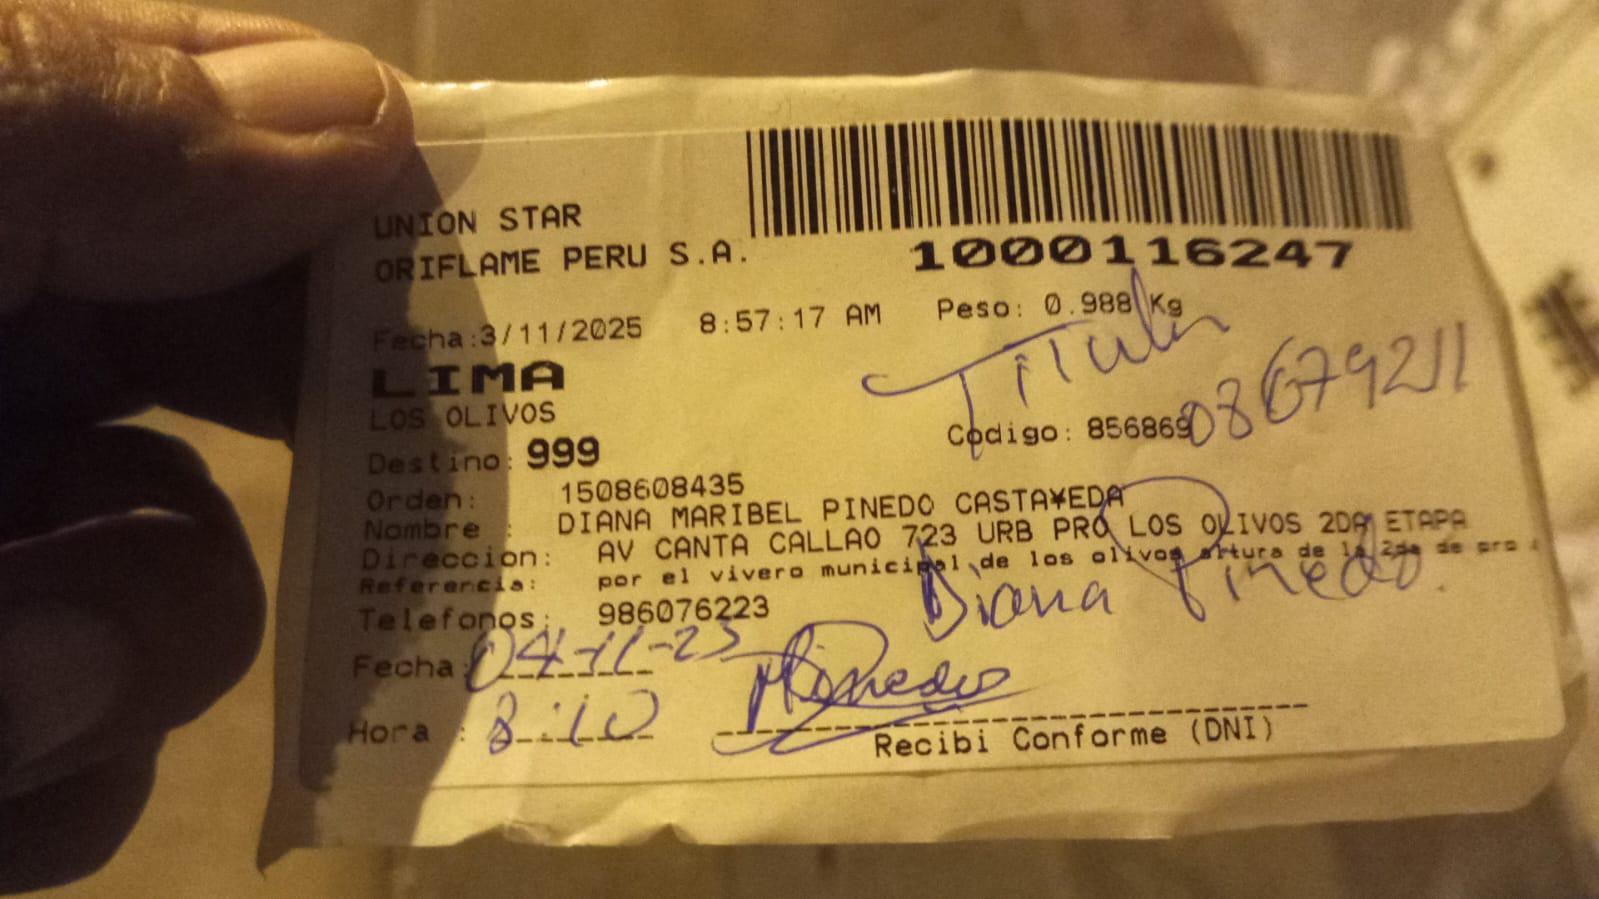 UNION STAR
ORIFLAME PERU S.A.
1000116247
Fecha:3/11/2025 8:57:17 AM Peso: 0.988 Kg
LIMA
Titular
LOS OLIVOS
Codigo: 856869
08679211
Destino: 999
Orden: 1508608435
Nombre : DIANA MARIBEL PINEDO CASTA¥EDA
Direccion: AV CANTA CALLAO 723 URB PRO LOS OLIVOS 2DA ETAPA
Referencia: por el vivero municipal de los olivos artura de la 2da de pro
Telefonos: 986076223
Diana Pinedo.
Fecha: 04-11-25
Hora : 8:10
Recibi Conforme (DNI)